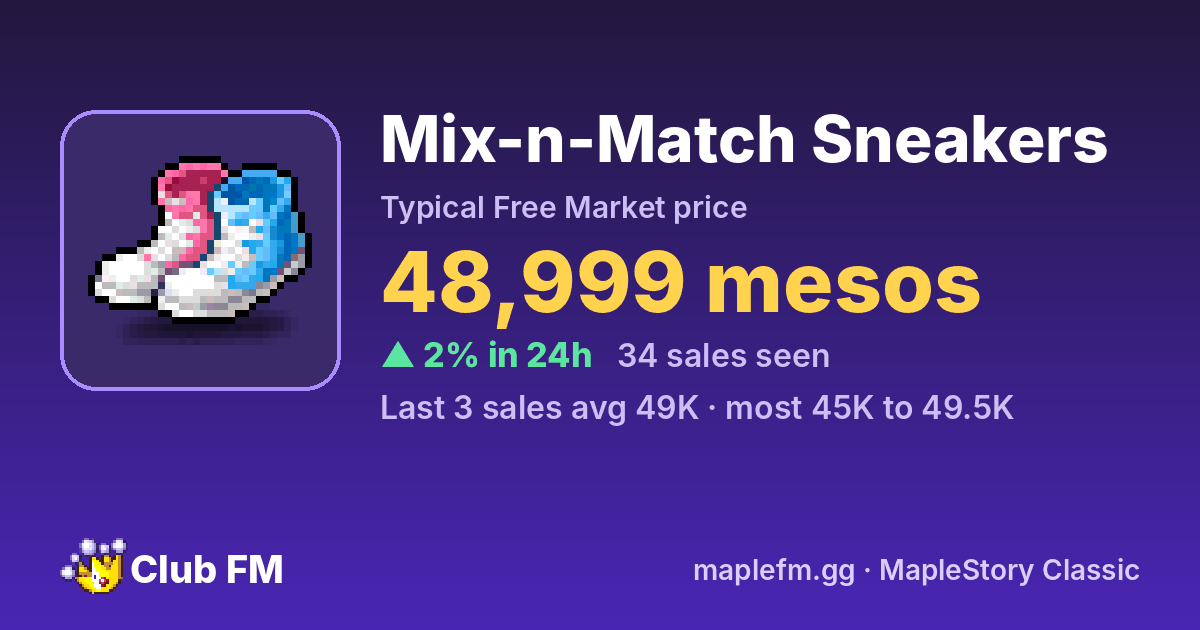 Mix-n-Match Sneakers
Typical Free Market price
48,999 mesos
▲ 2% in 24h 34 sales seen
Last 3 sales avg 49K · most 45K to 49.5K
Club FM
maplefm.gg · MapleStory Classic